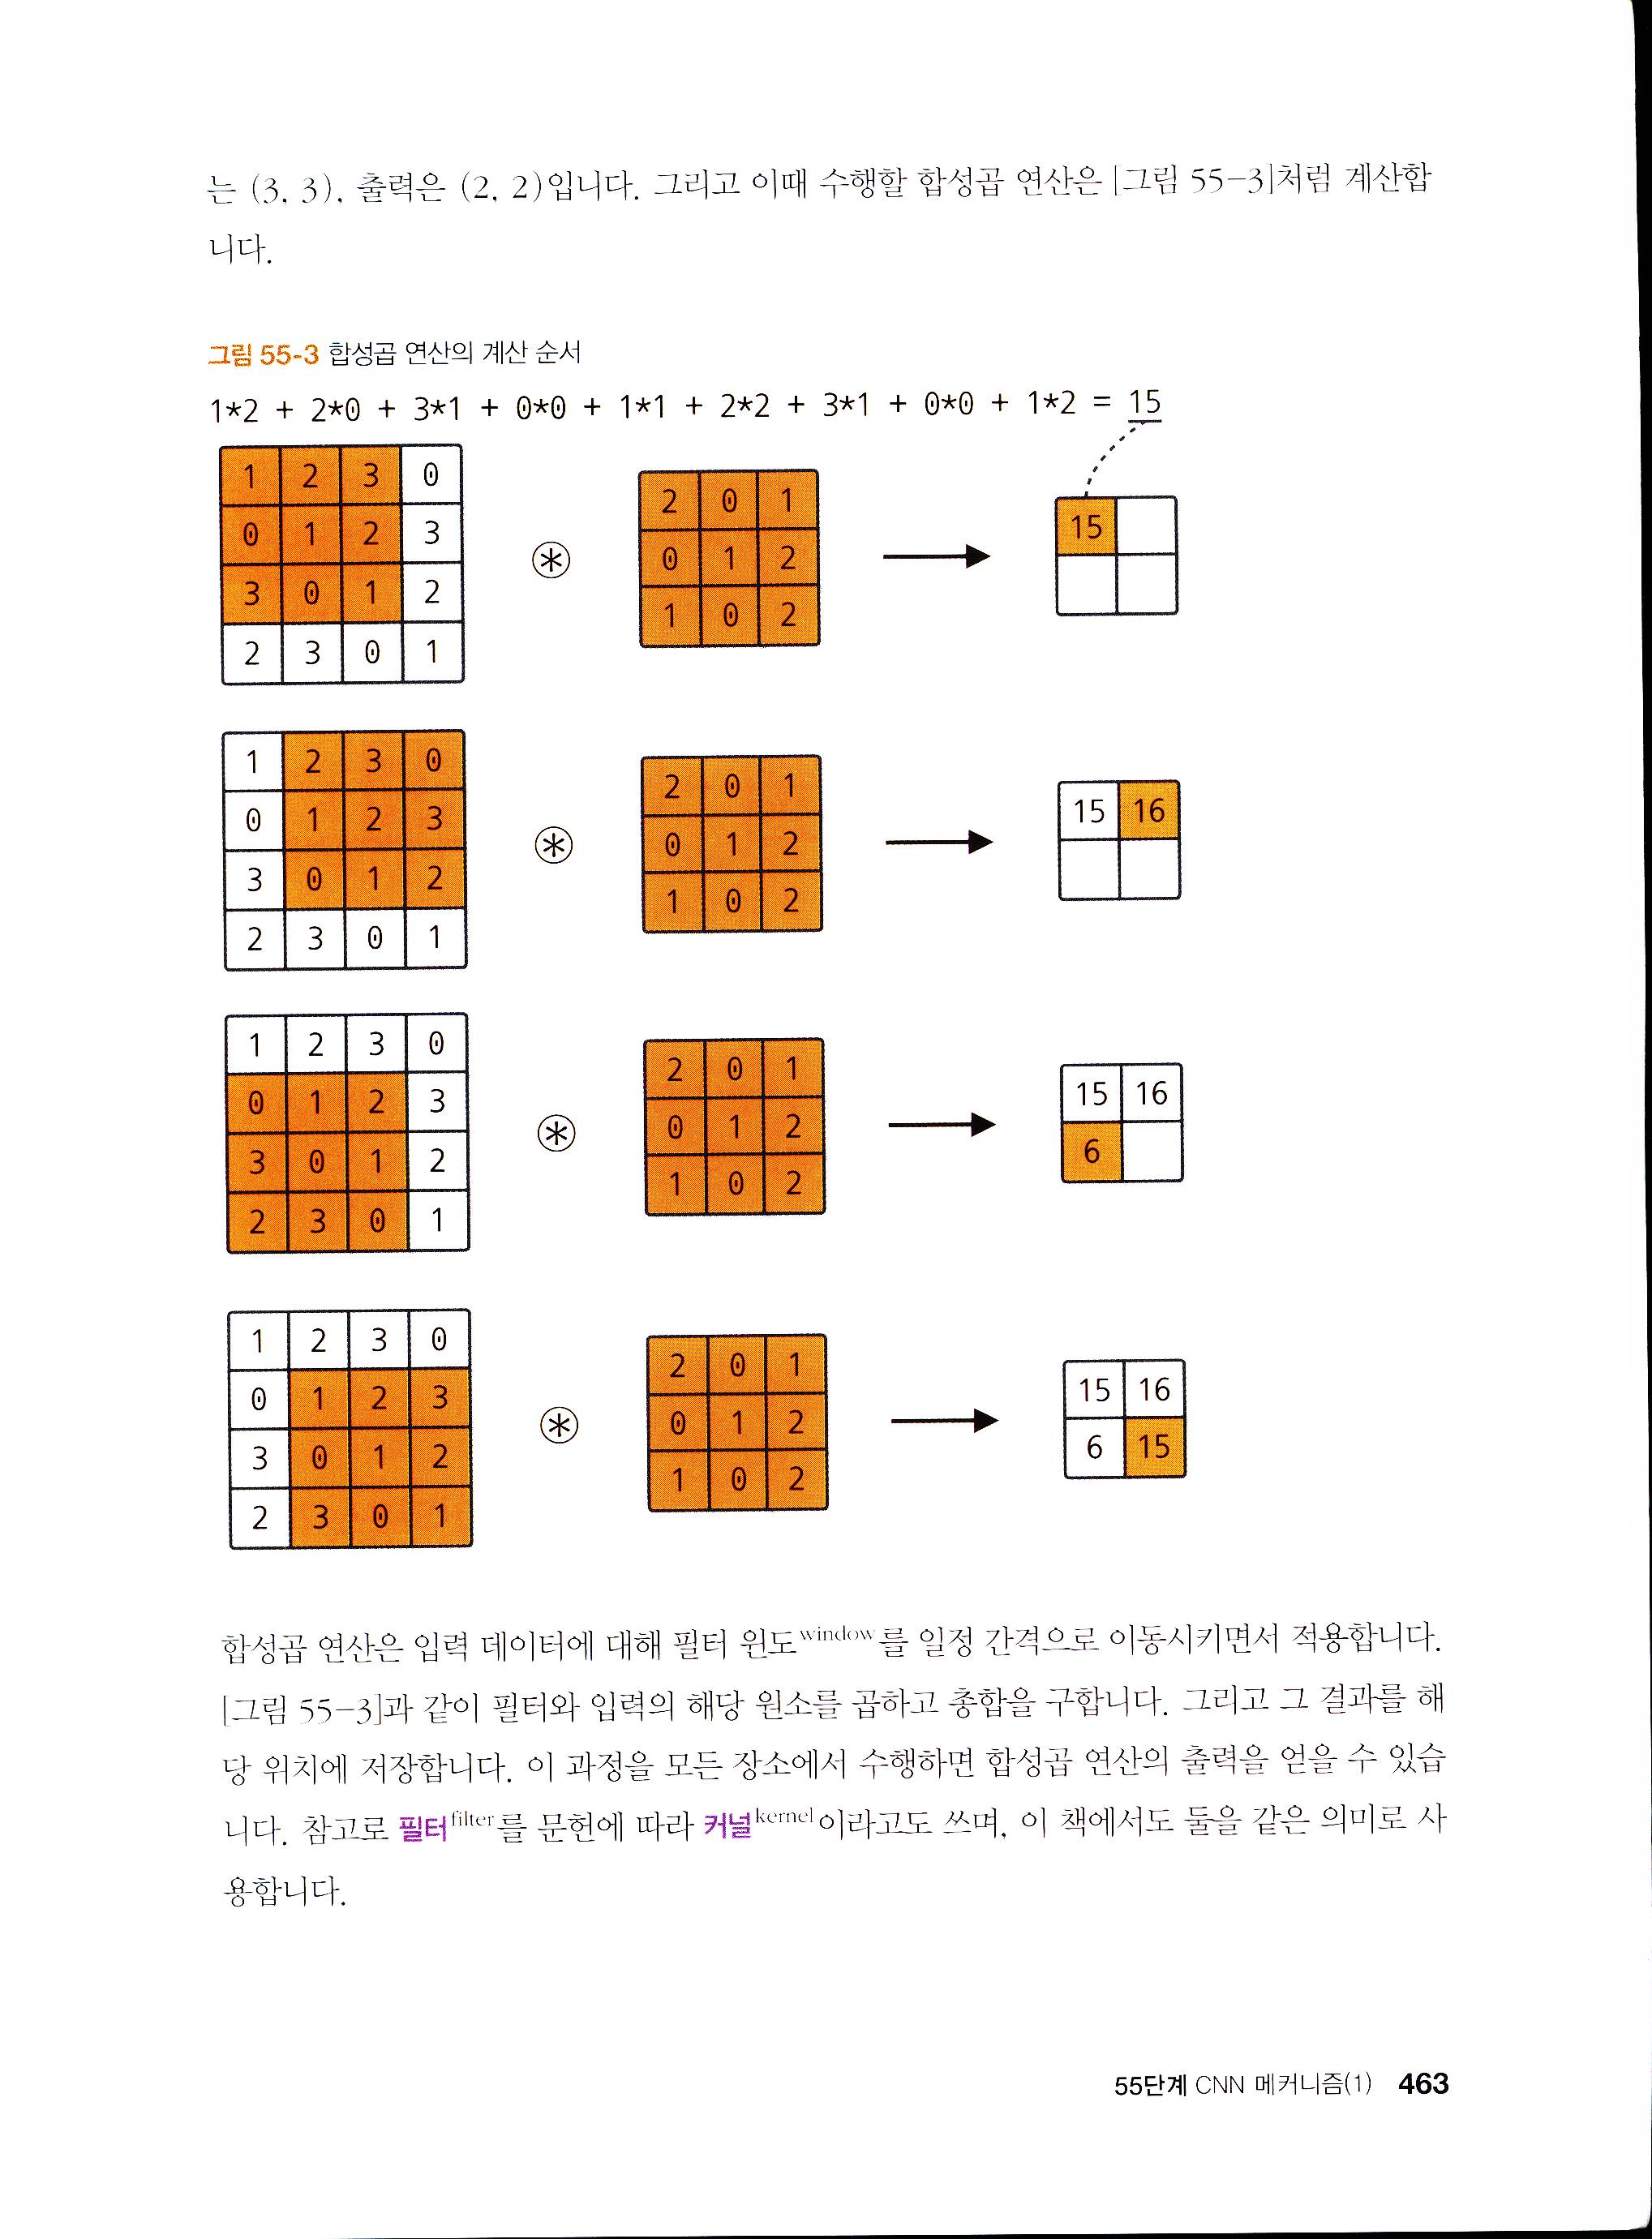 는 (3, 3), 출력은 (2, 2)입니다. 그리고 이때 수행할 합성곱 연산은 [그림 55-3]처럼 계산합
니다.
그림 55-3 합성곱 연산의 계산 순서
1*2 + 2*0 + 3*1 + 0*0 + 1*1 + 2*2 + 3*1 + 0*0 + 1*2 = 15
1 2 3 0
0 1 2 3
3 0 1 2
2 3 0 1
*
2 0 1
0 1 2
1 0 2
15
1 2 3 0
0 1 2 3
3 0 1 2
2 3 0 1
*
2 0 1
0 1 2
1 0 2
15 16
1 2 3 0
0 1 2 3
3 0 1 2
2 3 0 1
*
2 0 1
0 1 2
1 0 2
15 16
6
1 2 3 0
0 1 2 3
3 0 1 2
2 3 0 1
*
2 0 1
0 1 2
1 0 2
15 16
6 15
합성곱 연산은 입력 데이터에 대해 필터 윈도window를 일정 간격으로 이동시키면서 적용합니다.
[그림 55-3]과 같이 필터와 입력의 해당 원소를 곱하고 총합을 구합니다. 그리고 그 결과를 해
당 위치에 저장합니다. 이 과정을 모든 장소에서 수행하면 합성곱 연산의 출력을 얻을 수 있습
니다. 참고로 필터filter를 문헌에 따라 커널kernel이라고도 쓰며, 이 책에서도 둘을 같은 의미로 사
용합니다.
55단계 CNN 메커니즘(1) 463